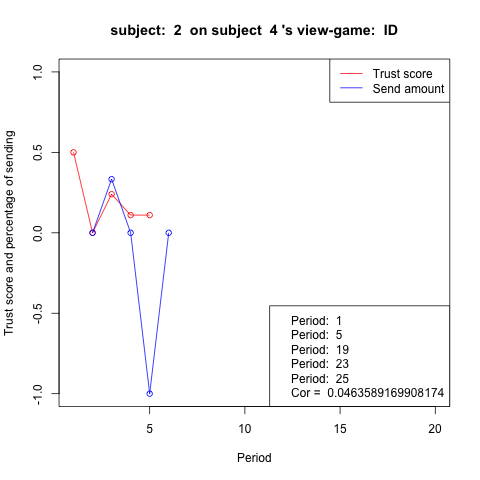 subject:  2  on subject  4 's view-game:  ID
Trust score
Send amount
Trust score and percentage of sending
1.0
0.5
0.0
-0.5
-1.0
Period:  1
Period:  5
Period:  19
Period:  23
Period:  25
Cor =  0.0463589169908174
5 10 15 20
Period